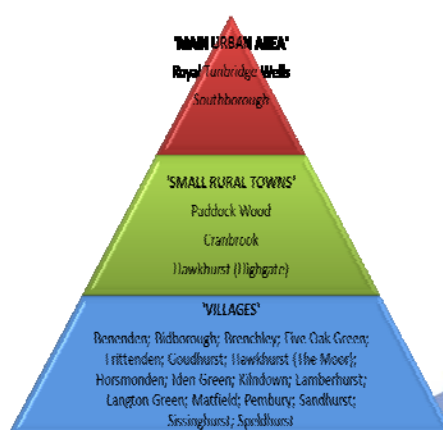 'MAIN URBAN AREA'
Royal Tunbridge Wells
Southborough
'SMALL RURAL TOWNS'
Paddock Wood
Cranbrook
Hawkhurst (Highgate)
'VILLAGES'
Benenden; Bidborough; Brenchley; Five Oak Green;
Frittenden; Goudhurst; Hawkhurst (The Moor);
Horsmonden; Iden Green; Kilndown; Lamberhurst;
Langton Green; Matfield; Pembury; Sandhurst;
Sissinghurst; Speldhurst